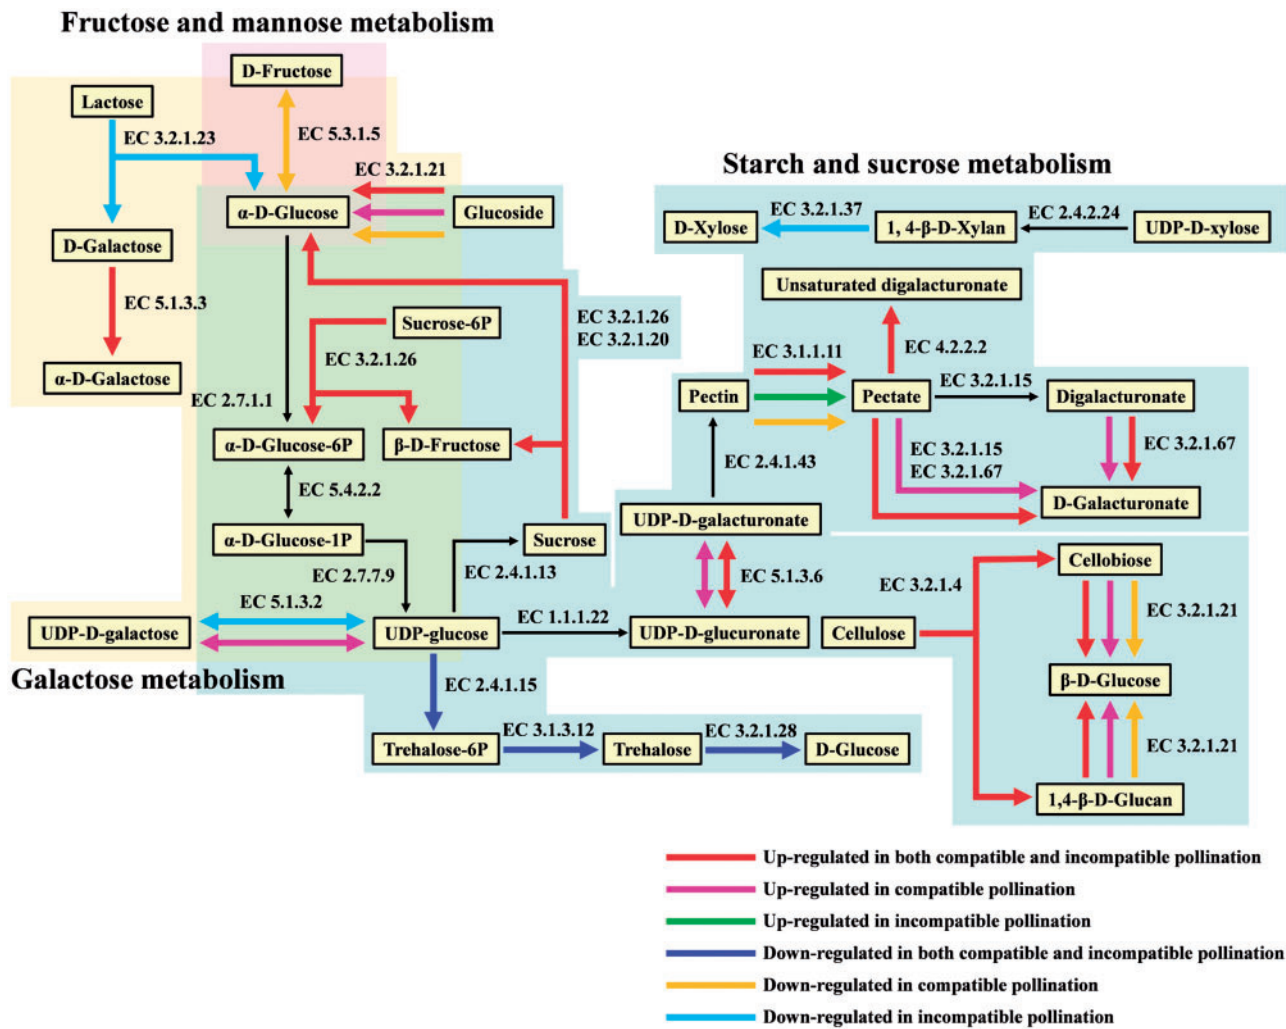 Fructose and mannose metabolism
D-Fructose
Lactose
EC 3.2.1.23
EC 5.3.1.5
EC 3.2.1.21
α-D-Glucose
Glucoside
D-Galactose
EC 5.1.3.3
α-D-Galactose
Sucrose-6P
EC 3.2.1.26
EC 3.2.1.26
EC 3.2.1.20
EC 2.7.1.1
α-D-Glucose-6P
β-D-Fructose
EC 5.4.2.2
α-D-Glucose-1P
Sucrose
EC 2.7.7.9
EC 2.4.1.13
EC 5.1.3.2
UDP-D-galactose
UDP-glucose
EC 1.1.1.22
Galactose metabolism
EC 2.4.1.15
Trehalose-6P
EC 3.1.3.12
Trehalose
EC 3.2.1.28
D-Glucose
Starch and sucrose metabolism
D-Xylose
EC 3.2.1.37
1, 4-β-D-Xylan
EC 2.4.2.24
UDP-D-xylose
Unsaturated digalacturonate
EC 4.2.2.2
EC 3.1.1.11
Pectin
Pectate
EC 3.2.1.15
Digalacturonate
EC 2.4.1.43
EC 3.2.1.15
EC 3.2.1.67
EC 3.2.1.67
D-Galacturonate
UDP-D-galacturonate
EC 5.1.3.6
UDP-D-glucuronate
Cellulose
EC 3.2.1.4
Cellobiose
EC 3.2.1.21
β-D-Glucose
EC 3.2.1.21
1,4-β-D-Glucan
Up-regulated in both compatible and incompatible pollination
Up-regulated in compatible pollination
Up-regulated in incompatible pollination
Down-regulated in both compatible and incompatible pollination
Down-regulated in compatible pollination
Down-regulated in incompatible pollination